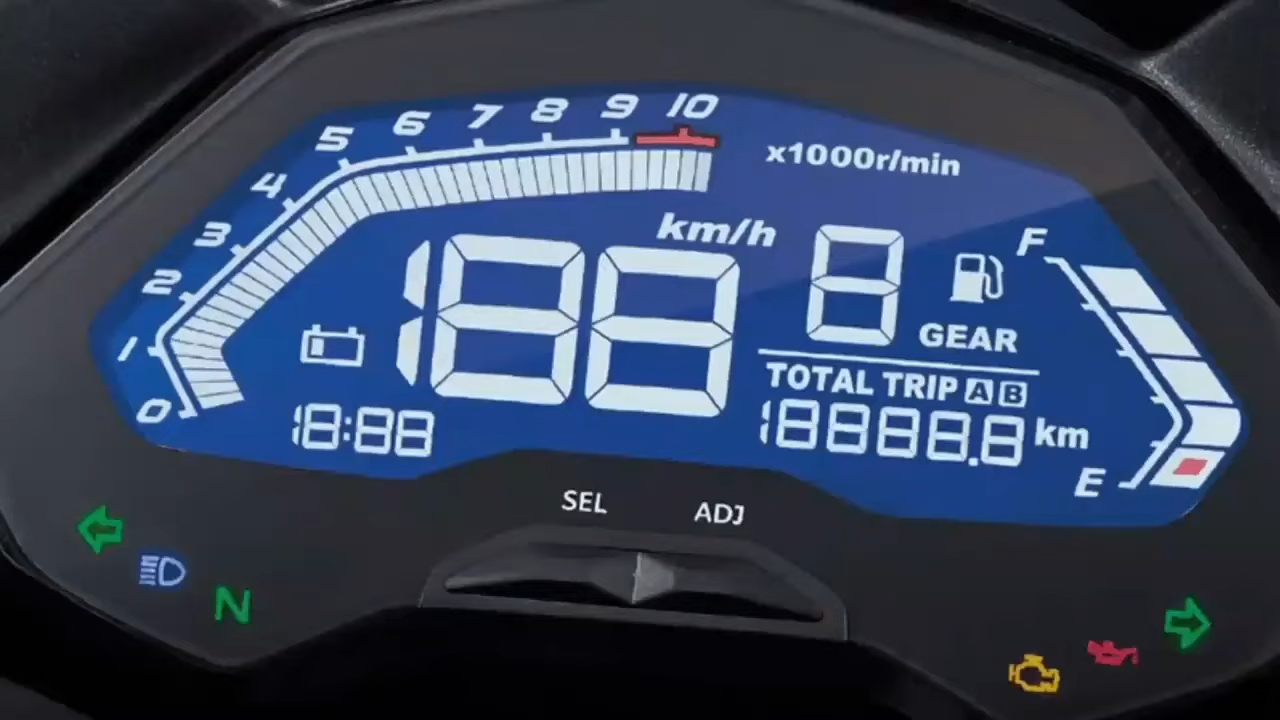 5 6 7 8 9 10
x1000r/min
4
3
2
1
0
km/h
F
188
8
GEAR
TOTAL TRIP A B
18:88
18888.8 km
E
SEL ADJ
N